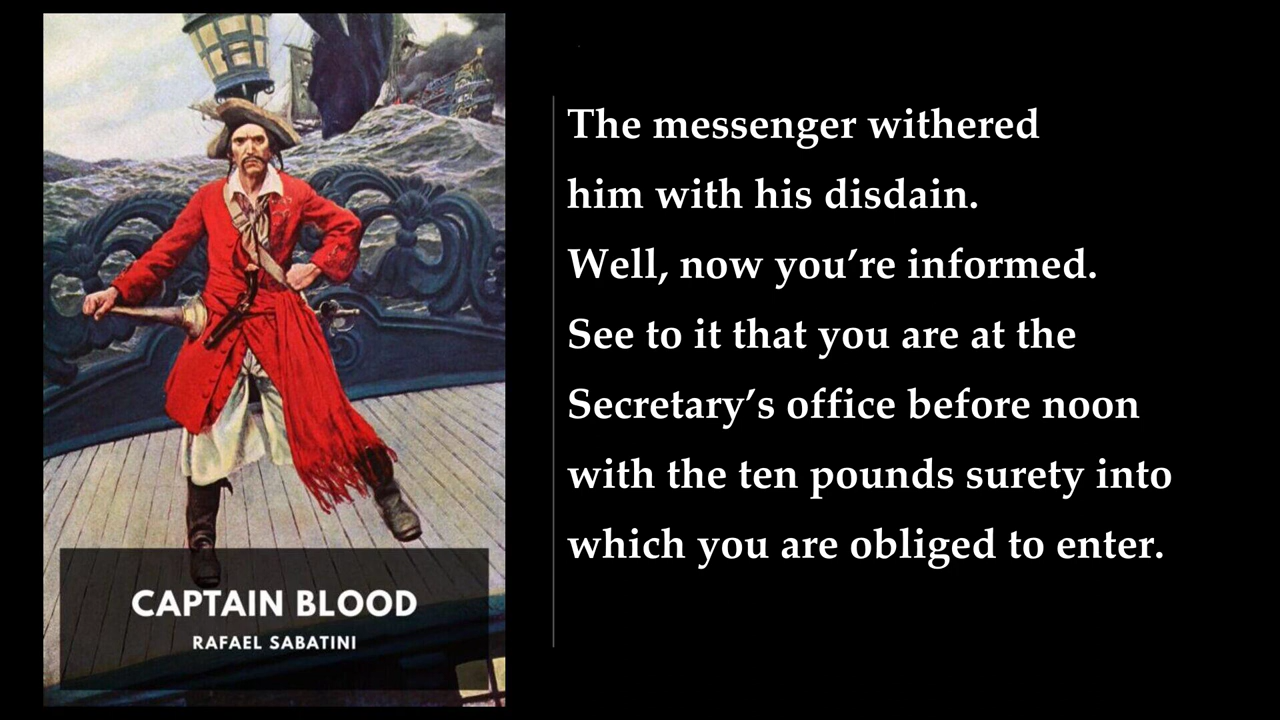 CAPTAIN BLOOD
RAFAEL SABATINI
The messenger withered
him with his disdain.
Well, now you’re informed.
See to it that you are at the
Secretary’s office before noon
with the ten pounds surety into
which you are obliged to enter.